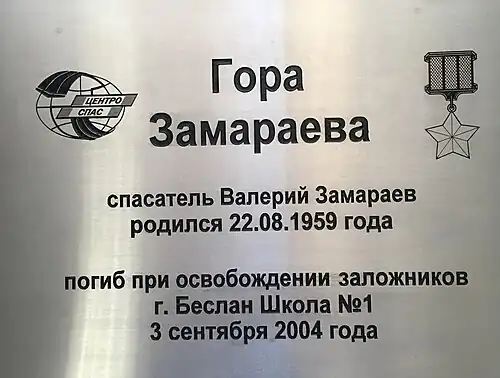 Гора
Замараева
ЦЕНТРО
СПАС
спасатель Валерий Замараев
родился 22.08.1959 года
погиб при освобождении заложников
г. Беслан Школа №1
3 сентября 2004 года